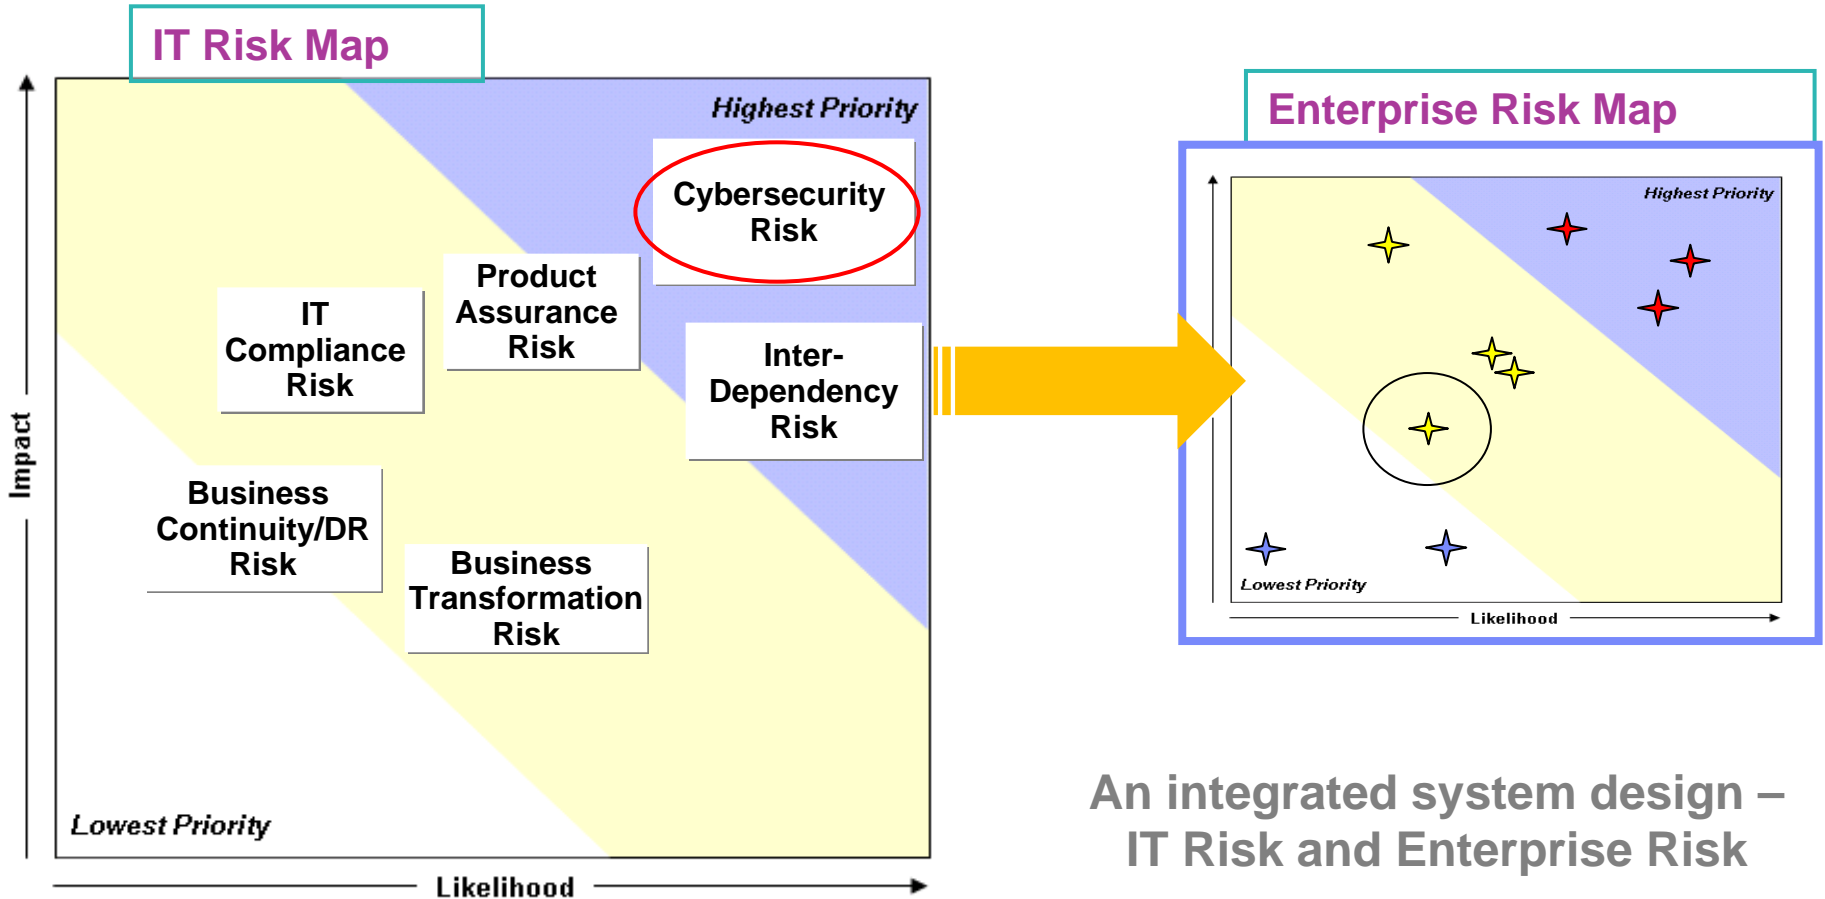 IT Risk Map
Highest Priority
Cybersecurity
Risk
Product
Assurance
Risk
IT
Compliance
Risk
Inter-
Dependency
Risk
Business
Continuity/DR
Risk
Business
Transformation
Risk
Lowest Priority
Impact
Likelihood
Enterprise Risk Map
Highest Priority
Lowest Priority
Likelihood
An integrated system design –
IT Risk and Enterprise Risk